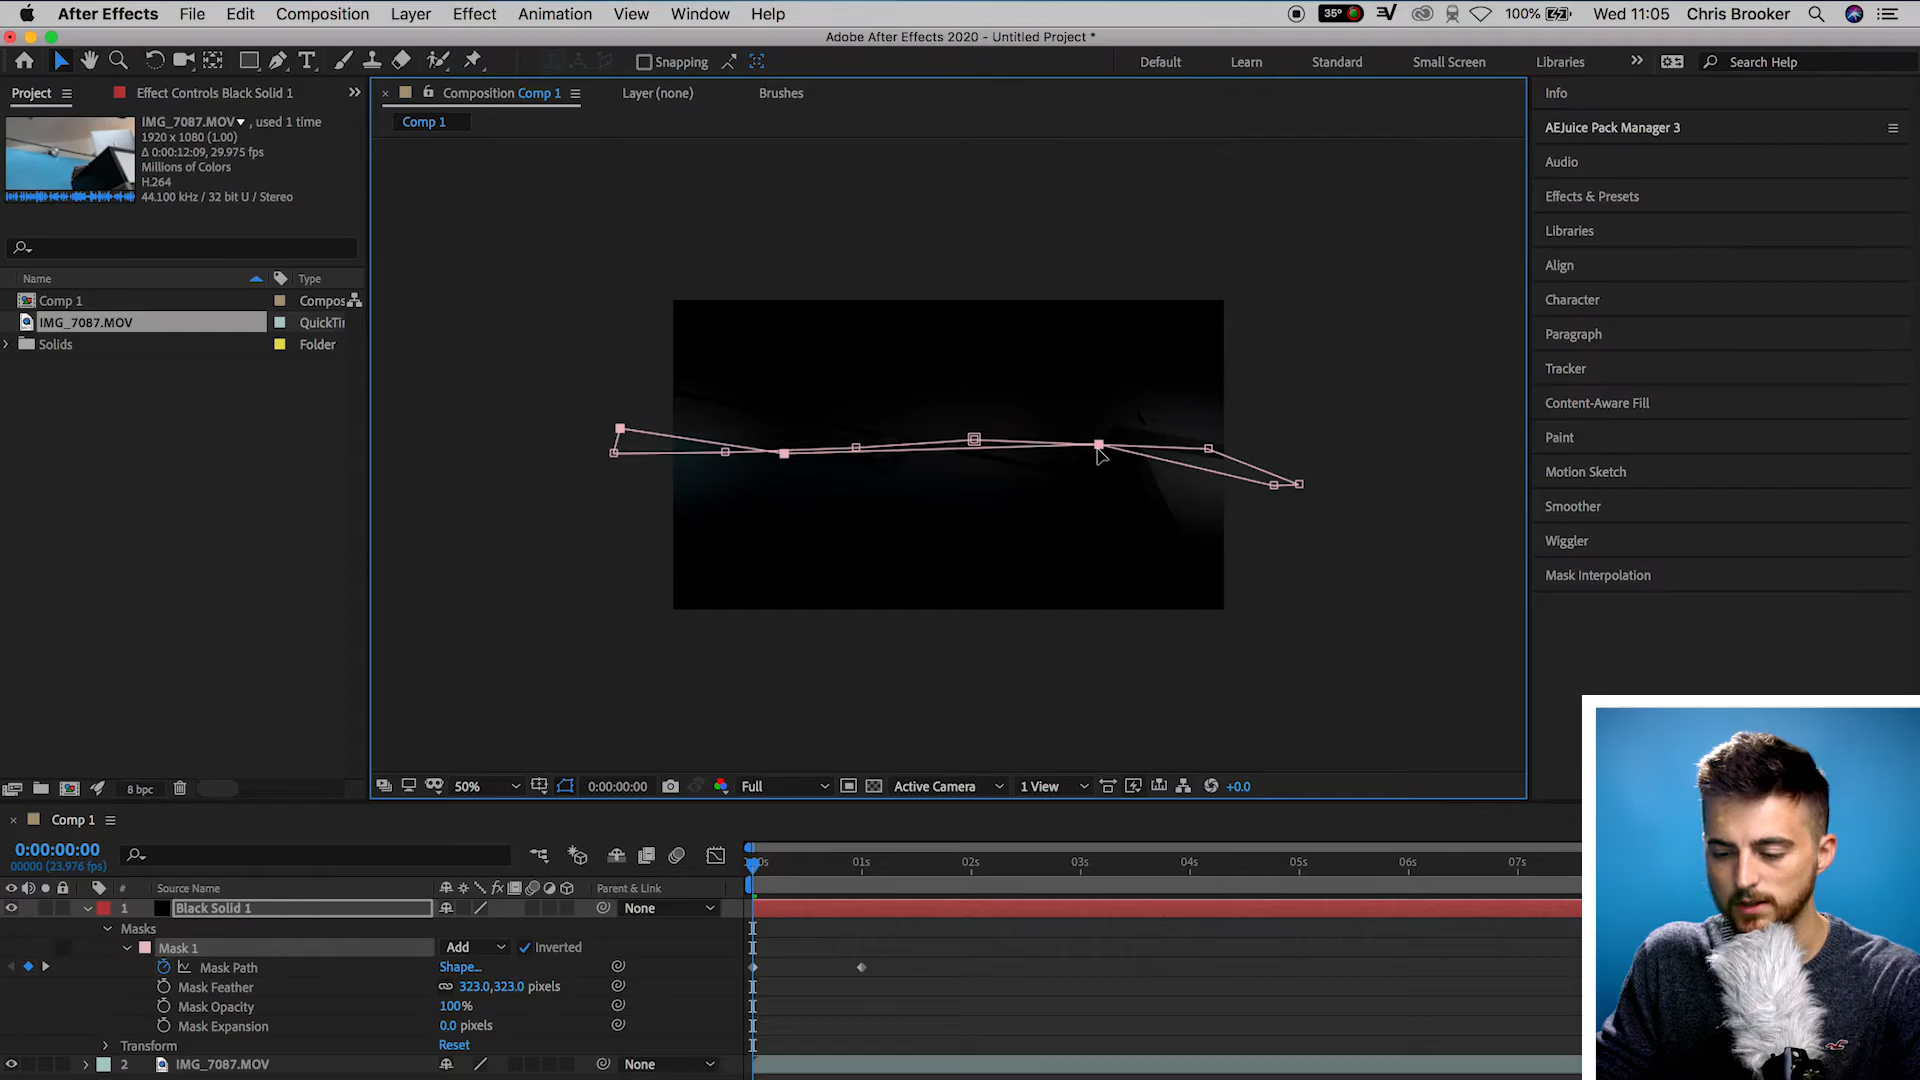 After Effects File Edit Composition Layer Effect Animation View Window Help 35° 100% Wed 11:05 Chris Brooker
Adobe After Effects 2020 - Untitled Project *
Snapping Default Learn Standard Small Screen Libraries Search Help
Project Effect Controls Black Solid 1 Composition Comp 1 Layer (none) Brushes
Comp 1
IMG_7087.MOV , used 1 time
1920 x 1080 (1.00)
Δ 0:00:12:09, 29.975 fps
Millions of Colors
H.264
44.100 kHz / 32 bit U / Stereo
Name Type
Comp 1 Compos
IMG_7087.MOV QuickTi
Solids Folder
Info
AEJuice Pack Manager 3
Audio
Effects & Presets
Libraries
Align
Character
Paragraph
Tracker
Content-Aware Fill
Paint
Motion Sketch
Smoother
Wiggler
Mask Interpolation
8 bpc 50% 0:00:00:00 Full Active Camera 1 View +0.0
Comp 1
0:00:00:00
00000 (23.976 fps)
0s 01s 02s 03s 04s 05s 06s 07s
# Source Name fx Parent & Link
1 Black Solid 1 None
Masks
Mask 1 Add Inverted
Mask Path Shape...
Mask Feather 323.0,323.0 pixels
Mask Opacity 100%
Mask Expansion 0.0 pixels
Transform Reset
2 IMG_7087.MOV None